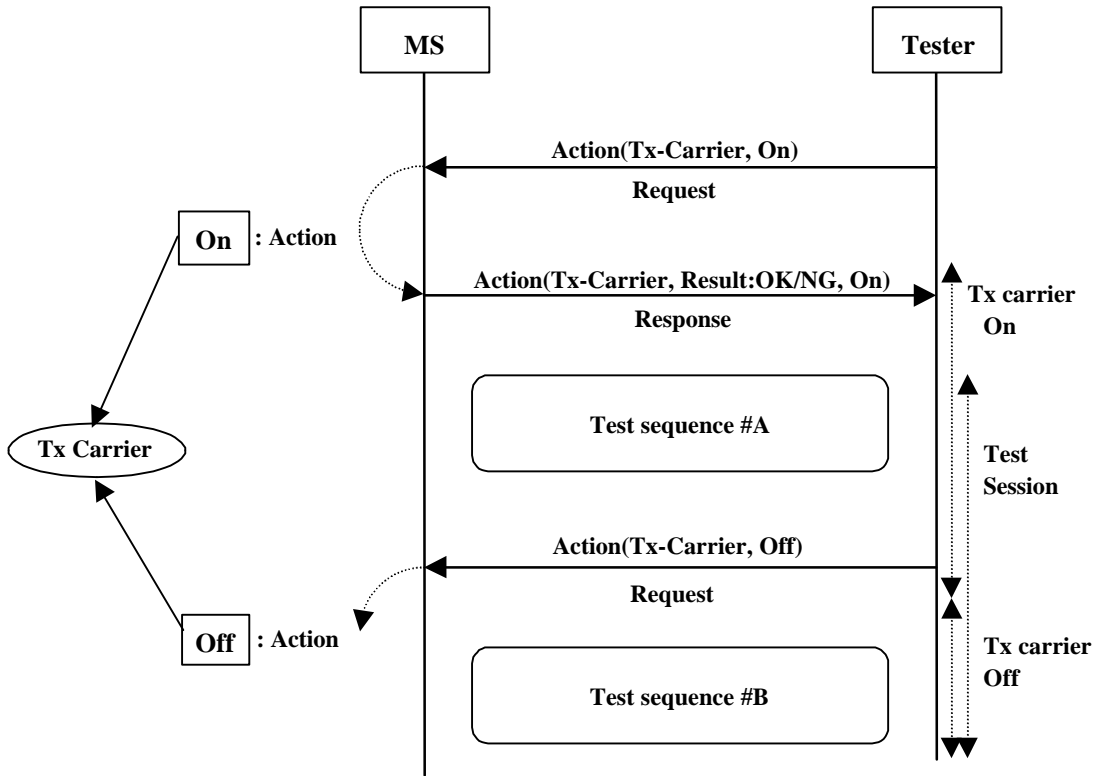 MS
Tester
Action(Tx-Carrier, On)
Request
On : Action
Action(Tx-Carrier, Result:OK/NG, On)
Response
Tx carrier
On
Test sequence #A
Tx Carrier
Test
Session
Action(Tx-Carrier, Off)
Request
Off : Action
Tx carrier
Off
Test sequence #B